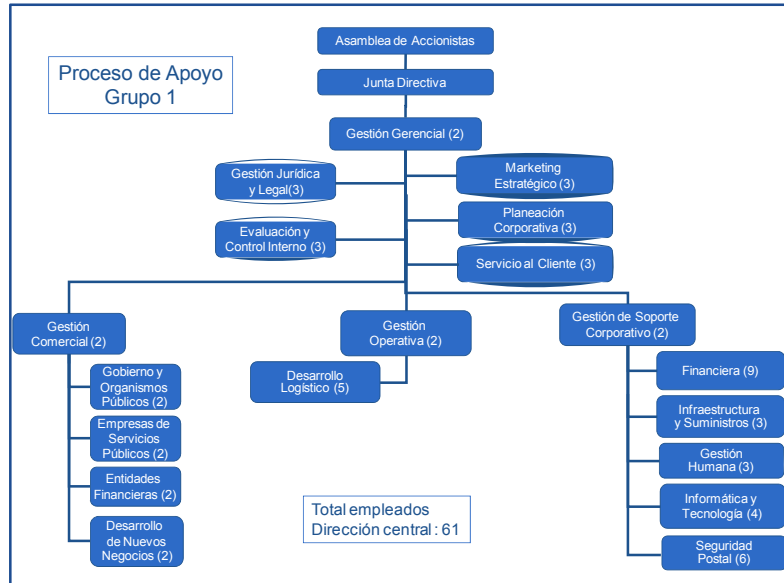 Asamblea de Accionistas
Proceso de Apoyo
Grupo 1
Junta Directiva
Gestión Gerencial (2)
Gestión Jurídica
y Legal(3)
Marketing
Estratégico (3)
Evaluación y
Control Interno (3)
Planeación
Corporativa (3)
Servicio al Cliente (3)
Gestión
Comercial (2)
Gestión
Operativa (2)
Gestión de Soporte
Corporativo (2)
Gobierno y
Organismos
Públicos (2)
Empresas de
Servicios
Públicos (2)
Entidades
Financieras (2)
Desarrollo
de Nuevos
Negocios (2)
Desarrollo
Logístico (5)
Financiera (9)
Infraestructura
y Suministros (3)
Gestión
Humana (3)
Informática y
Tecnología (4)
Seguridad
Postal (6)
Total empleados
Dirección central : 61